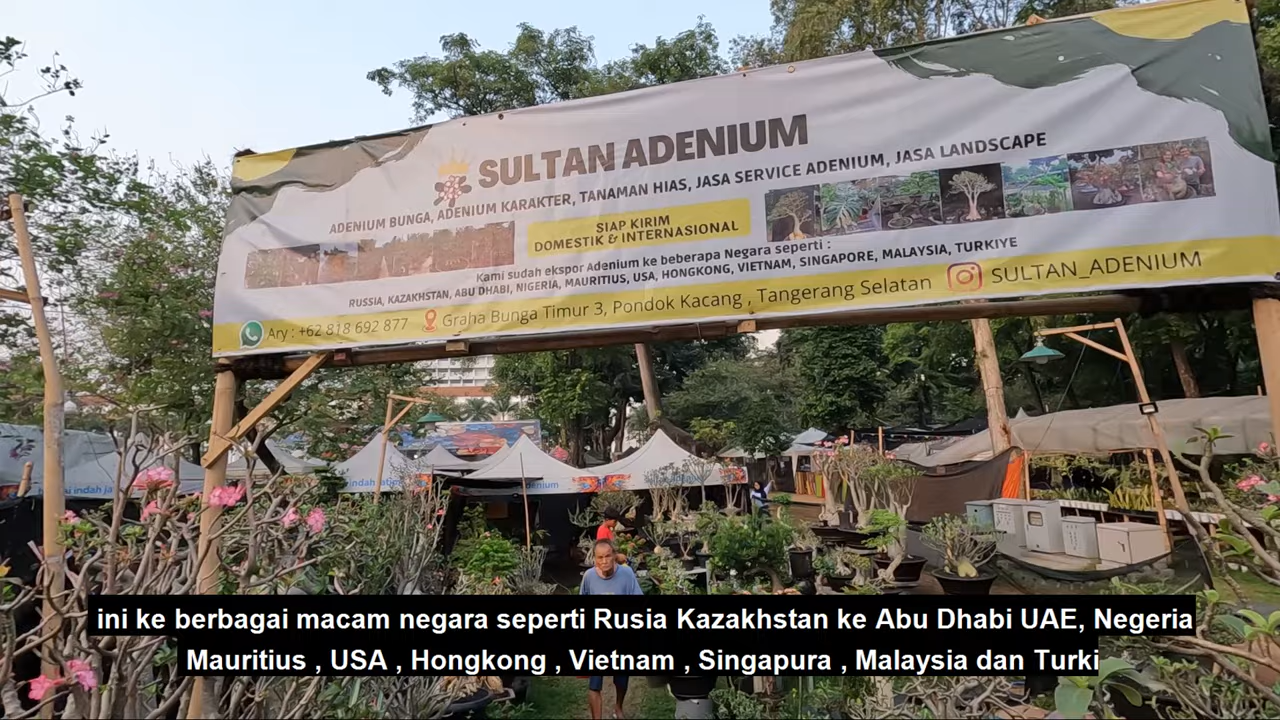 SULTAN ADENIUM
ADENIUM BUNGA, ADENIUM KARAKTER, TANAMAN HIAS, JASA SERVICE ADENIUM, JASA LANDSCAPE
SIAP KIRIM
DOMESTIK & INTERNASIONAL
Kami sudah ekspor Adenium ke beberapa Negara seperti :
RUSSIA, KAZAKHSTAN, ABU DHABI, NIGERIA, MAURITIUS, USA, HONGKONG, VIETNAM, SINGAPORE, MALAYSIA, TURKIYE
Ary : +62 818 692 877 Graha Bunga Timur 3, Pondok Kacang , Tangerang Selatan SULTAN_ADENIUM
ini ke berbagai macam negara seperti Rusia Kazakhstan ke Abu Dhabi UAE, Negeria
Mauritius , USA , Hongkong , Vietnam , Singapura , Malaysia dan Turki